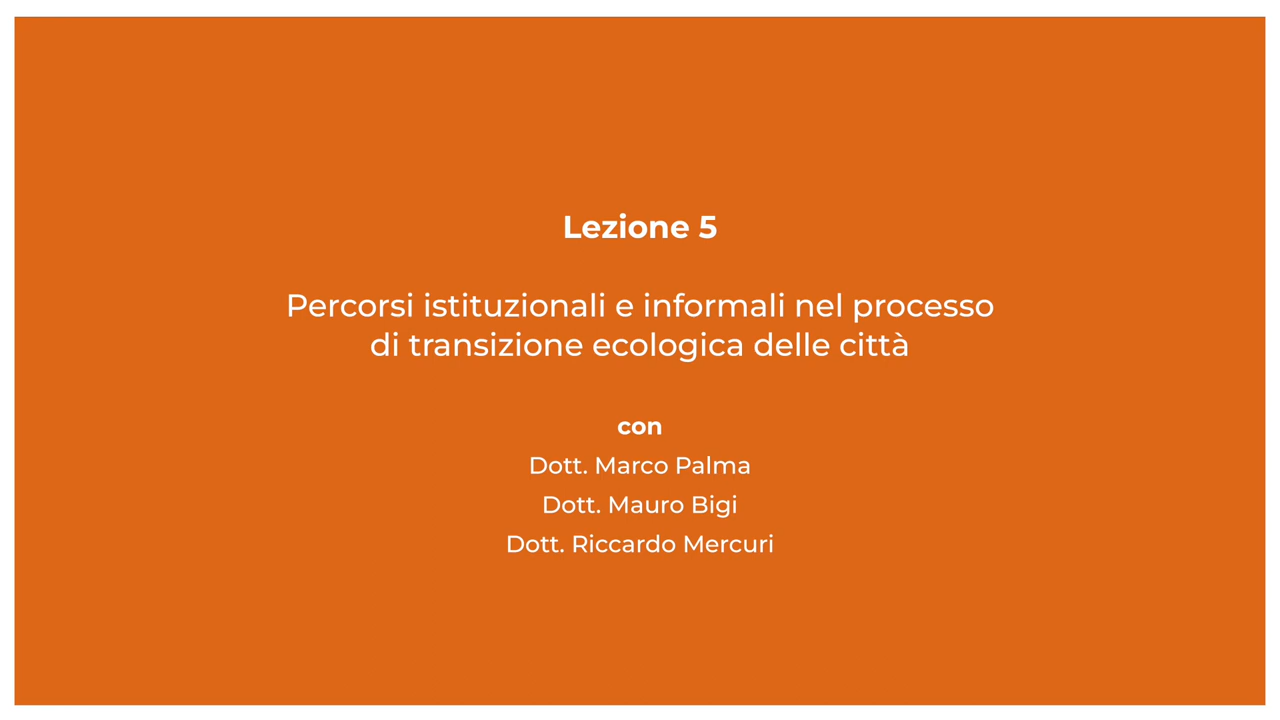 Lezione 5
Percorsi istituzionali e informali nel processo
di transizione ecologica delle città
con
Dott. Marco Palma
Dott. Mauro Bigi
Dott. Riccardo Mercuri